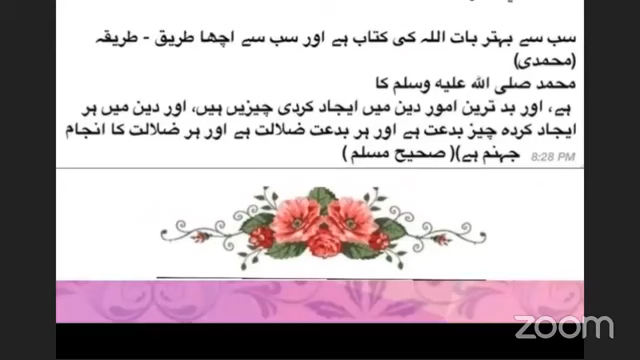 سب سے بہتر بات اللہ کی کتاب ہے اور سب سے اچھا طریق - طریقہ
(محمدی)
محمد صلی اللہ علیہ وسلم کا
ہے، اور بد ترین امور دین میں ایجاد کردی چیزیں ہیں، اور دین میں ہر
ایجاد کردہ چیز بدعت ہے اور ہر بدعت ضلالت ہے اور ہر ضلالت کا انجام
جہنم ہے)( صحیح مسلم ) 8:28 PM
zoom